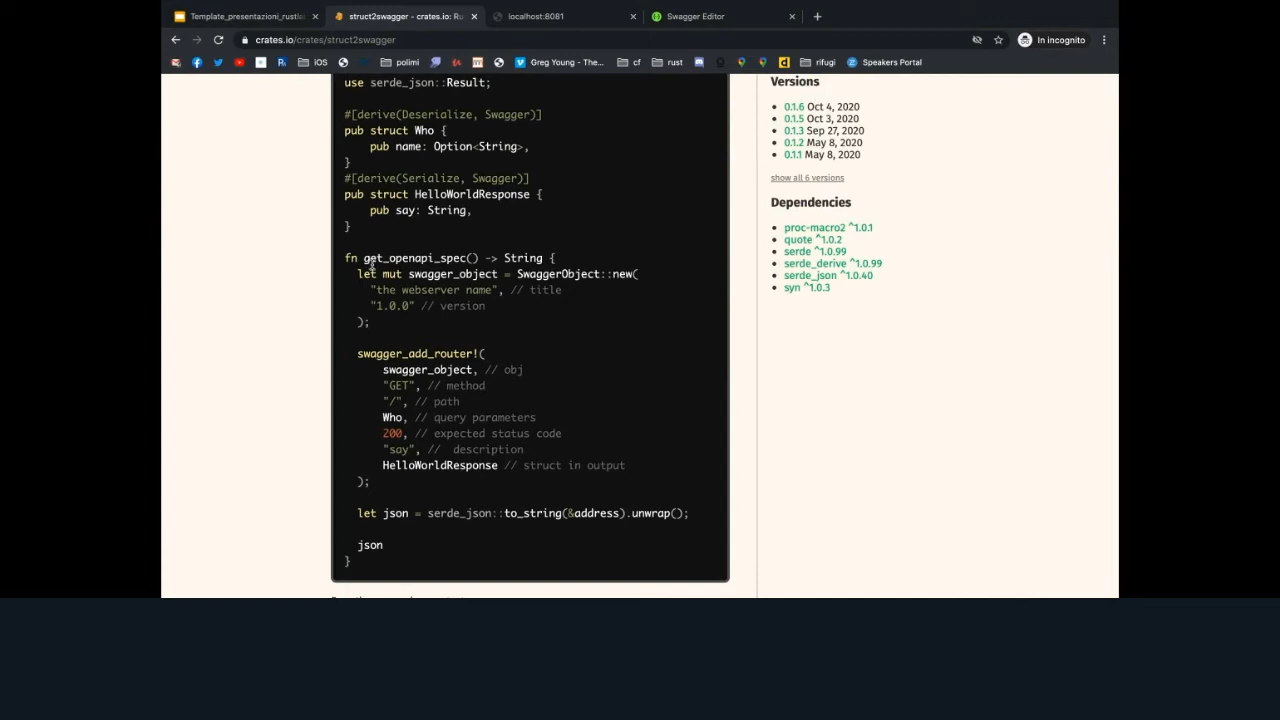 Template_presentazioni_rustla
struct2swagger - crates.io: Ru
localhost:8081
Swagger Editor
crates.io/crates/struct2swagger
In incognito
iOS
polimi
Greg Young - The...
cf
rust
rifugi
Speakers Portal
use serde_json::Result;
#[derive(Deserialize, Swagger)]
pub struct Who {
pub name: Option<String>,
}
#[derive(Serialize, Swagger)]
pub struct HelloWorldResponse {
pub say: String,
}
fn get_openapi_spec() -> String {
let mut swagger_object = SwaggerObject::new(
"the webserver name", // title
"1.0.0" // version
);
swagger_add_router!(
swagger_object, // obj
"GET", // method
"/", // path
Who, // query parameters
200, // expected status code
"say", // description
HelloWorldResponse // struct in output
);
let json = serde_json::to_string(&address).unwrap();
json
}
Versions
0.1.6 Oct 4, 2020
0.1.5 Oct 3, 2020
0.1.3 Sep 27, 2020
0.1.2 May 8, 2020
0.1.1 May 8, 2020
show all 6 versions
Dependencies
proc-macro2 ^1.0.1
quote ^1.0.2
serde ^1.0.99
serde_derive ^1.0.99
serde_json ^1.0.40
syn ^1.0.3